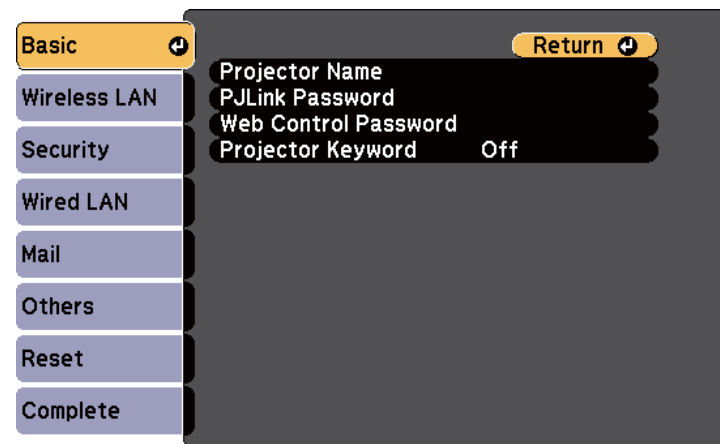 Basic
Wireless LAN
Security
Wired LAN
Mail
Others
Reset
Complete
Return
Projector Name
PJLink Password
Web Control Password
Projector Keyword Off